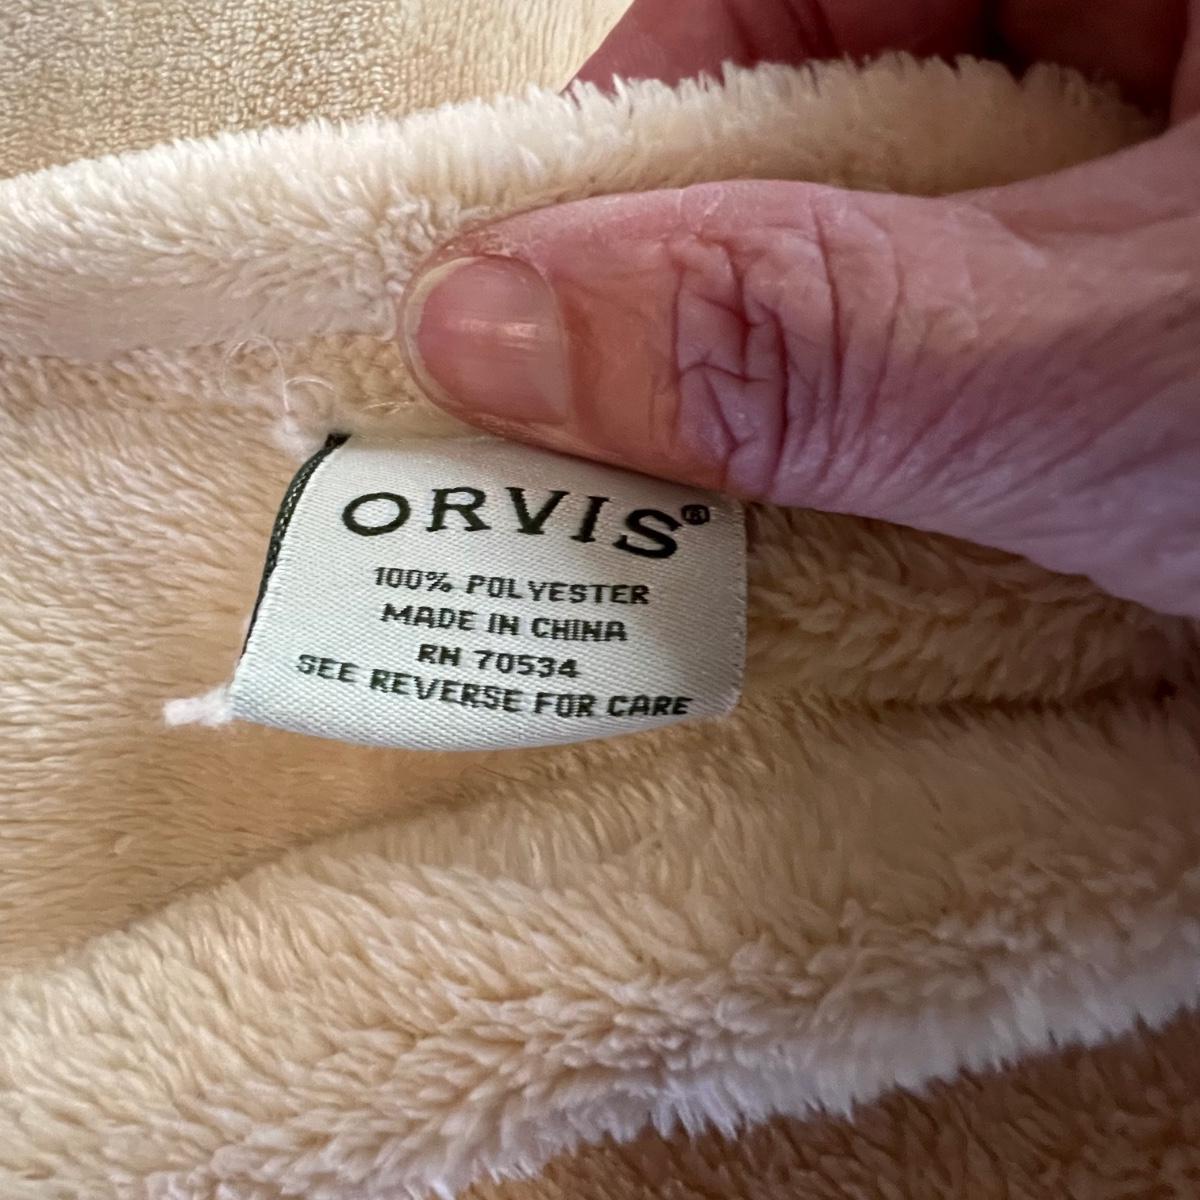 ORVIS®
100% POLYESTER
MADE IN CHINA
RN 70534
SEE REVERSE FOR CARE